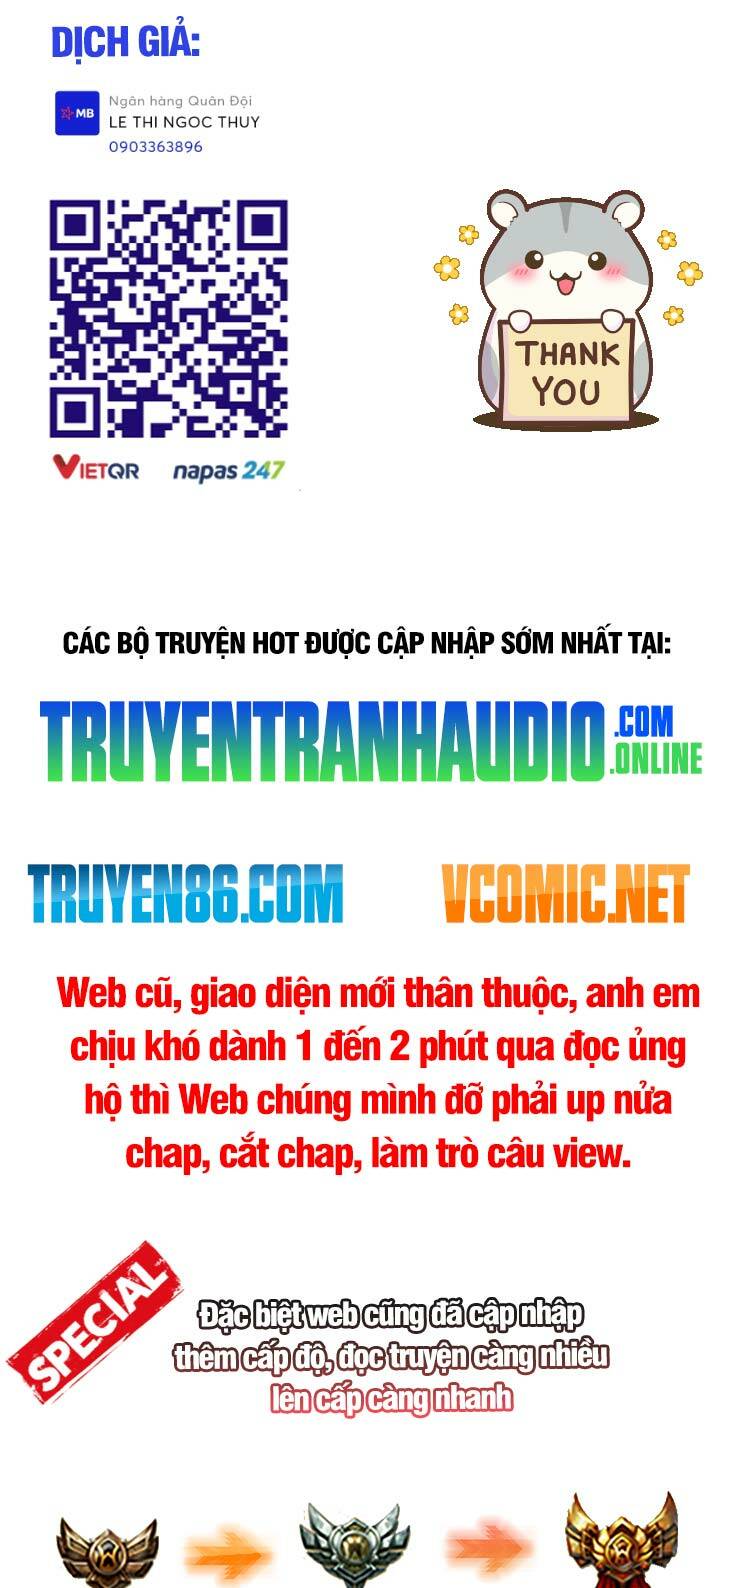 DỊCH GIẢ:
MB
Ngân hàng Quân Đội
LE THI NGOC THUY
0903363896
VIETQR
napas 247
THANK
YOU
CÁC BỘ TRUYỆN HOT ĐƯỢC CẬP NHẬP SỚM NHẤT TẠI:
TRUYENTRANHAUDIO.COM
.ONLINE
TRUYEN86.COM
VCOMIC.NET
Web cũ, giao diện mới thân thuộc, anh em
chịu khó dành 1 đến 2 phút qua đọc ủng
hộ thì Web chúng mình đỡ phải up nửa
chap, cắt chap, làm trò câu view.
SPECIAL
Đặc biệt web cũng đã cập nhập
thêm cấp độ, đọc truyện càng nhiều
lên cấp càng nhanh